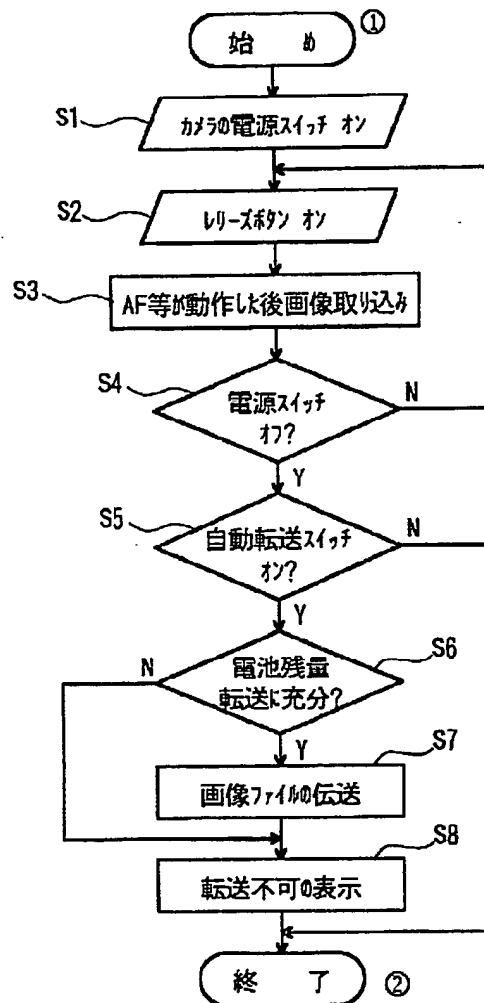 ①
始 め
S1
カメラの電源スイッチ オン
S2
レリーズボタン オン
S3
AF等が動作した後画像取り込み
S4
電源スイッチ
オフ?
N
Y
S5
自動転送スイッチ
オン?
N
Y
S6
電池残量
転送に充分?
N
Y
S7
画像ファイルの伝送
S8
転送不可の表示
終 了
②